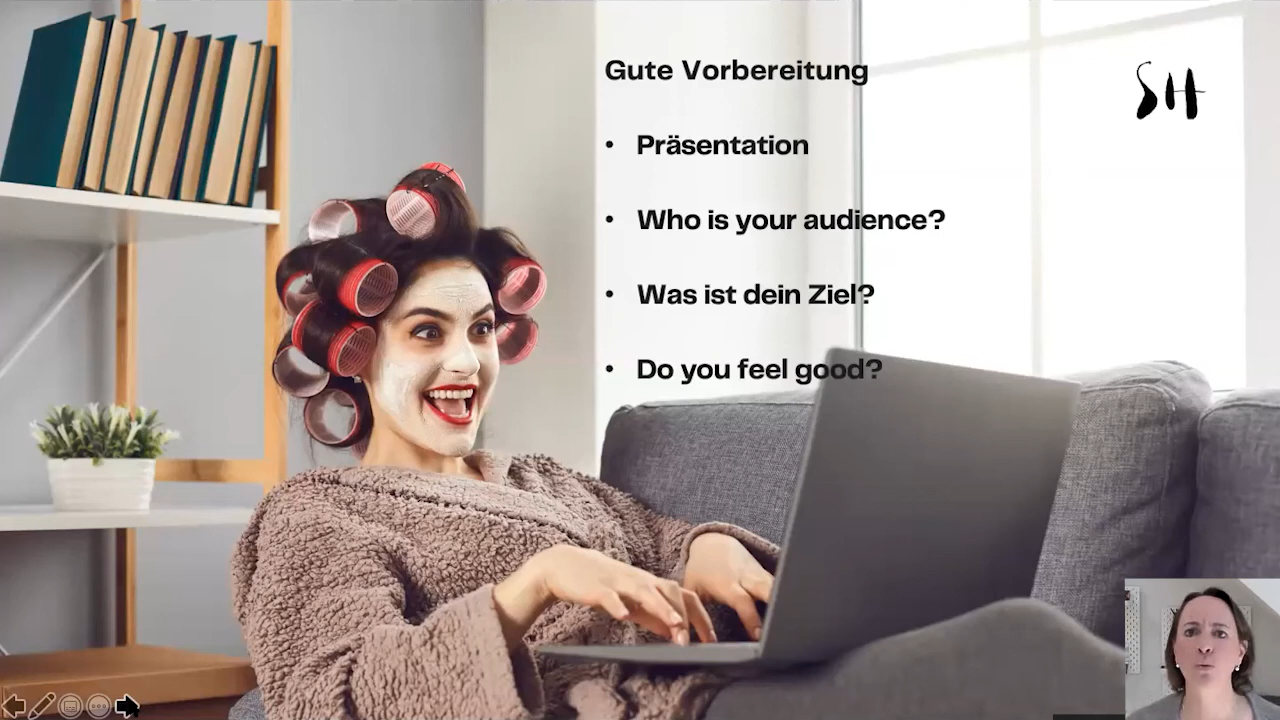 Gute Vorbereitung
SH
• Präsentation
• Who is your audience?
• Was ist dein Ziel?
• Do you feel good?